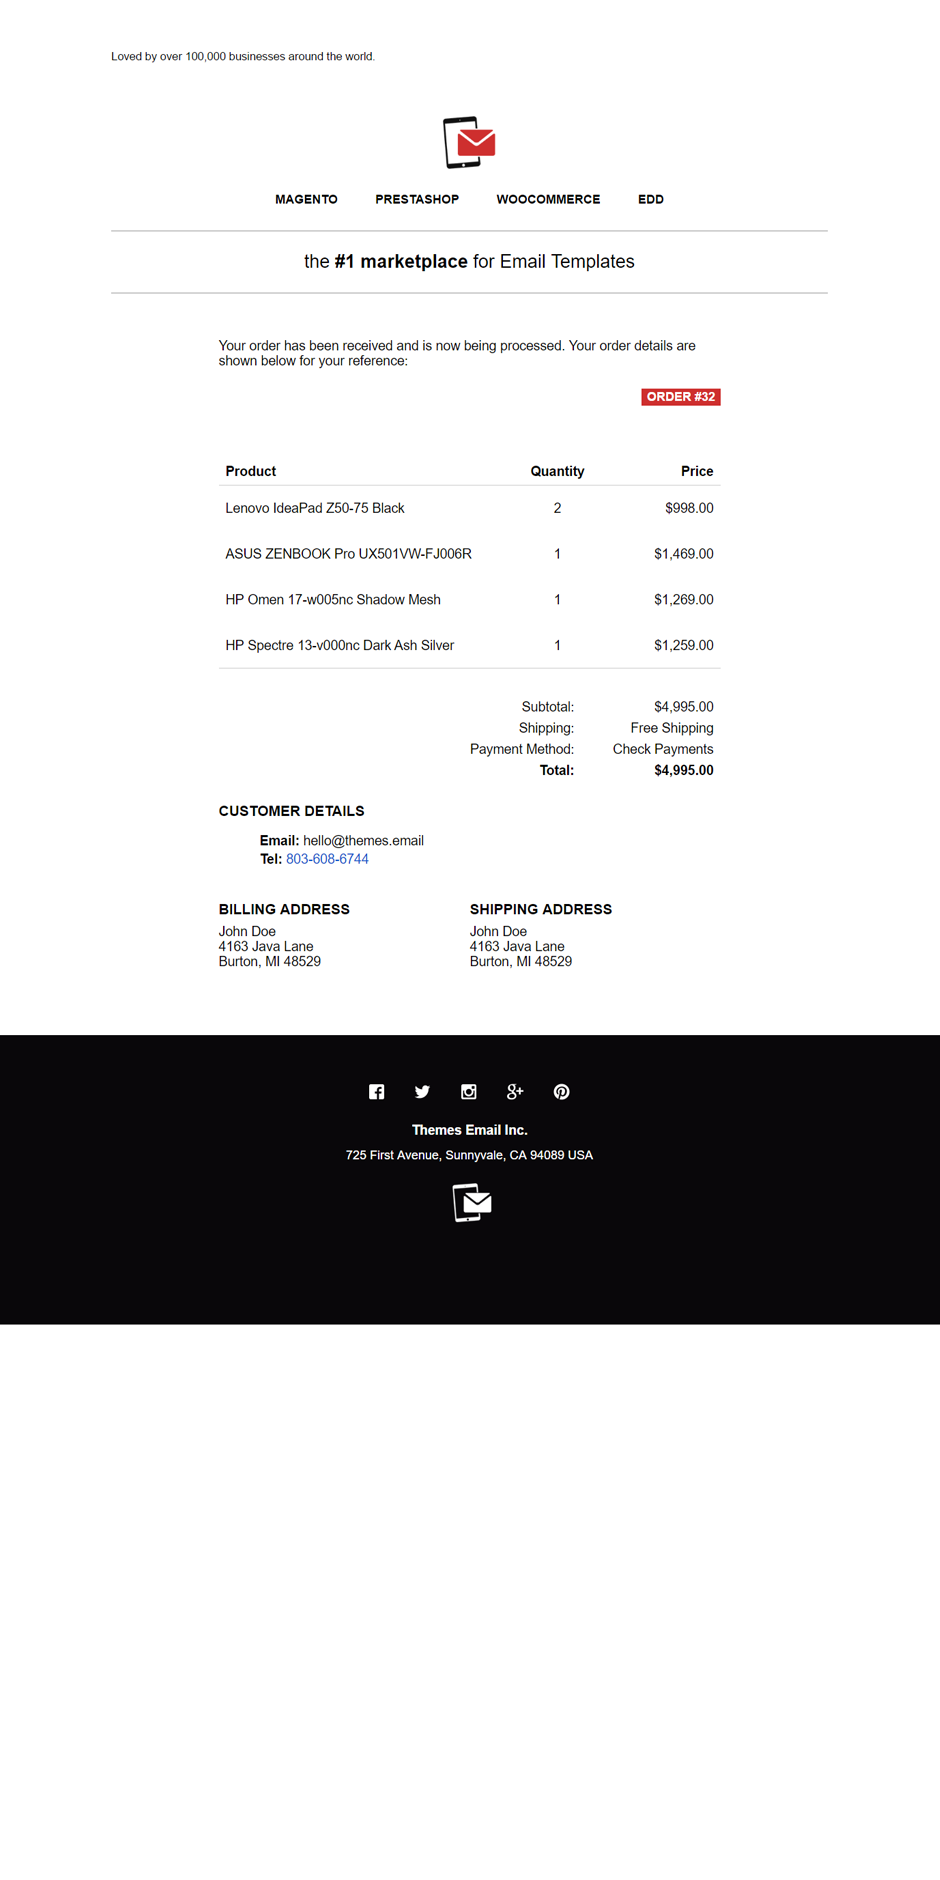 Loved by over 100,000 businesses around the world.
MAGENTO PRESTASHOP WOOCOMMERCE EDD
the #1 marketplace for Email Templates
Your order has been received and is now being processed. Your order details are
shown below for your reference:
ORDER #32
Product Quantity Price
Lenovo IdeaPad Z50-75 Black 2 $998.00
ASUS ZENBOOK Pro UX501VW-FJ006R 1 $1,469.00
HP Omen 17-w005nc Shadow Mesh 1 $1,269.00
HP Spectre 13-v000nc Dark Ash Silver 1 $1,259.00
Subtotal: $4,995.00
Shipping: Free Shipping
Payment Method: Check Payments
Total: $4,995.00
CUSTOMER DETAILS
Email: hello@themes.email
Tel: 803-608-6744
BILLING ADDRESS
John Doe
4163 Java Lane
Burton, MI 48529
SHIPPING ADDRESS
John Doe
4163 Java Lane
Burton, MI 48529
Themes Email Inc.
725 First Avenue, Sunnyvale, CA 94089 USA